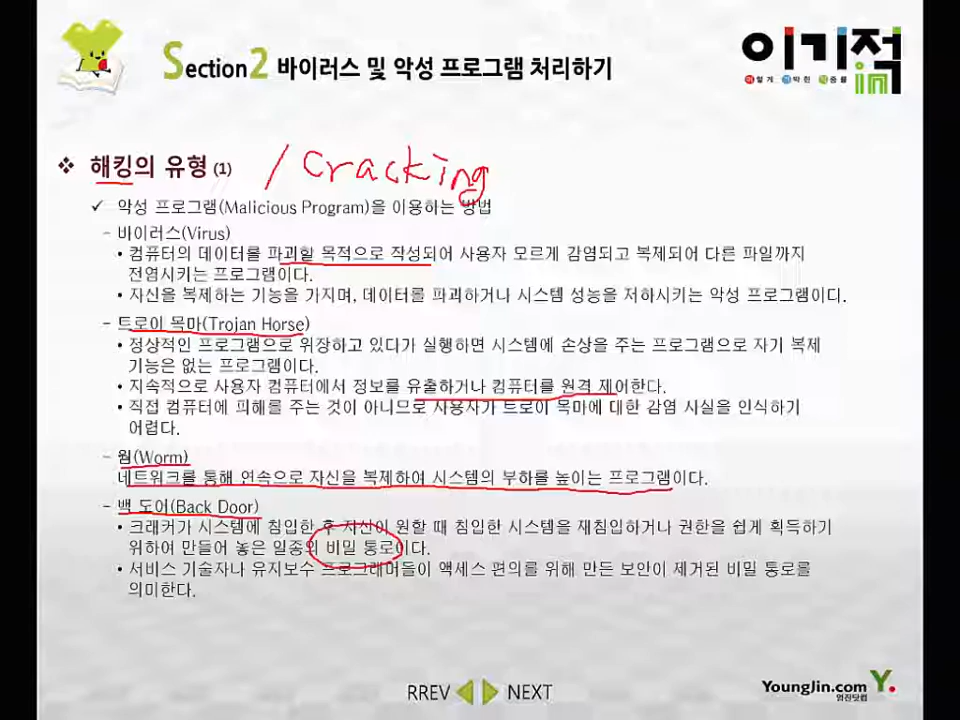 Section2 바이러스 및 악성 프로그램 처리하기
이기적 in
이렇게 기막힌 적중률
❖ 해킹의 유형 (1) / cracking
✓ 악성 프로그램(Malicious Program)을 이용하는 방법
- 바이러스(Virus)
• 컴퓨터의 데이터를 파괴할 목적으로 작성되어 사용자 모르게 감염되고 복제되어 다른 파일까지
전염시키는 프로그램이다.
• 자신을 복제하는 기능을 가지며, 데이터를 파괴하거나 시스템 성능을 저하시키는 악성 프로그램이디.
- 트로이 목마(Trojan Horse)
• 정상적인 프로그램으로 위장하고 있다가 실행하면 시스템에 손상을 주는 프로그램으로 자기 복제
기능은 없는 프로그램이다.
• 지속적으로 사용자 컴퓨터에서 정보를 유출하거나 컴퓨터를 원격 제어한다.
• 직접 컴퓨터에 피해를 주는 것이 아니므로 사용자가 트로이 목마에 대한 감염 사실을 인식하기
어렵다.
- 웜(Worm)
네트워크를 통해 연속으로 자신을 복제하여 시스템의 부하를 높이는 프로그램이다.
- 백 도어(Back Door)
• 크래커가 시스템에 침입한 후 자신이 원할 때 침입한 시스템을 재침입하거나 권한을 쉽게 획득하기
위하여 만들어 놓은 일종의 비밀 통로이다.
• 서비스 기술자나 유지보수 프로그래머들이 액세스 편의를 위해 만든 보안이 제거된 비밀 통로를
의미한다.
RREV NEXT
YoungJin.com Y.
영진닷컴